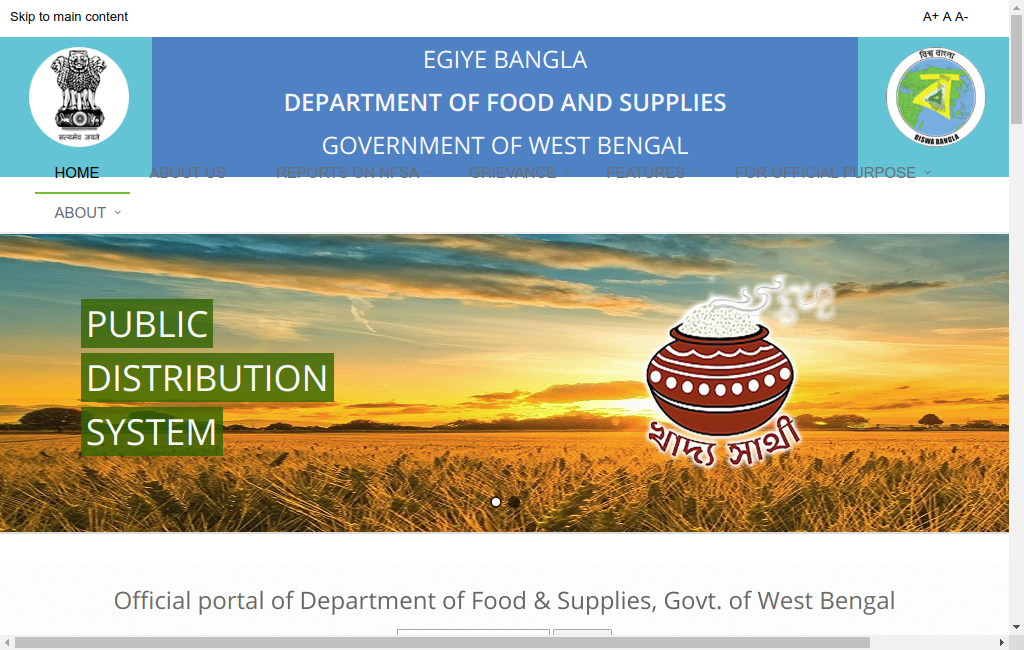 Skip to main content
A+ A A-
EGIYE BANGLA
DEPARTMENT OF FOOD AND SUPPLIES
GOVERNMENT OF WEST BENGAL
सत्यमेव जयते
বিশ্ব বাংলা
ব
BISWA BANGLA
HOME
ABOUT US
REPORTS ON NFSA
GRIEVANCE
FEATURES
FOR OFFICIAL PURPOSE
ABOUT
PUBLIC
DISTRIBUTION
SYSTEM
খাদ্য সাথী
Official portal of Department of Food & Supplies, Govt. of West Bengal